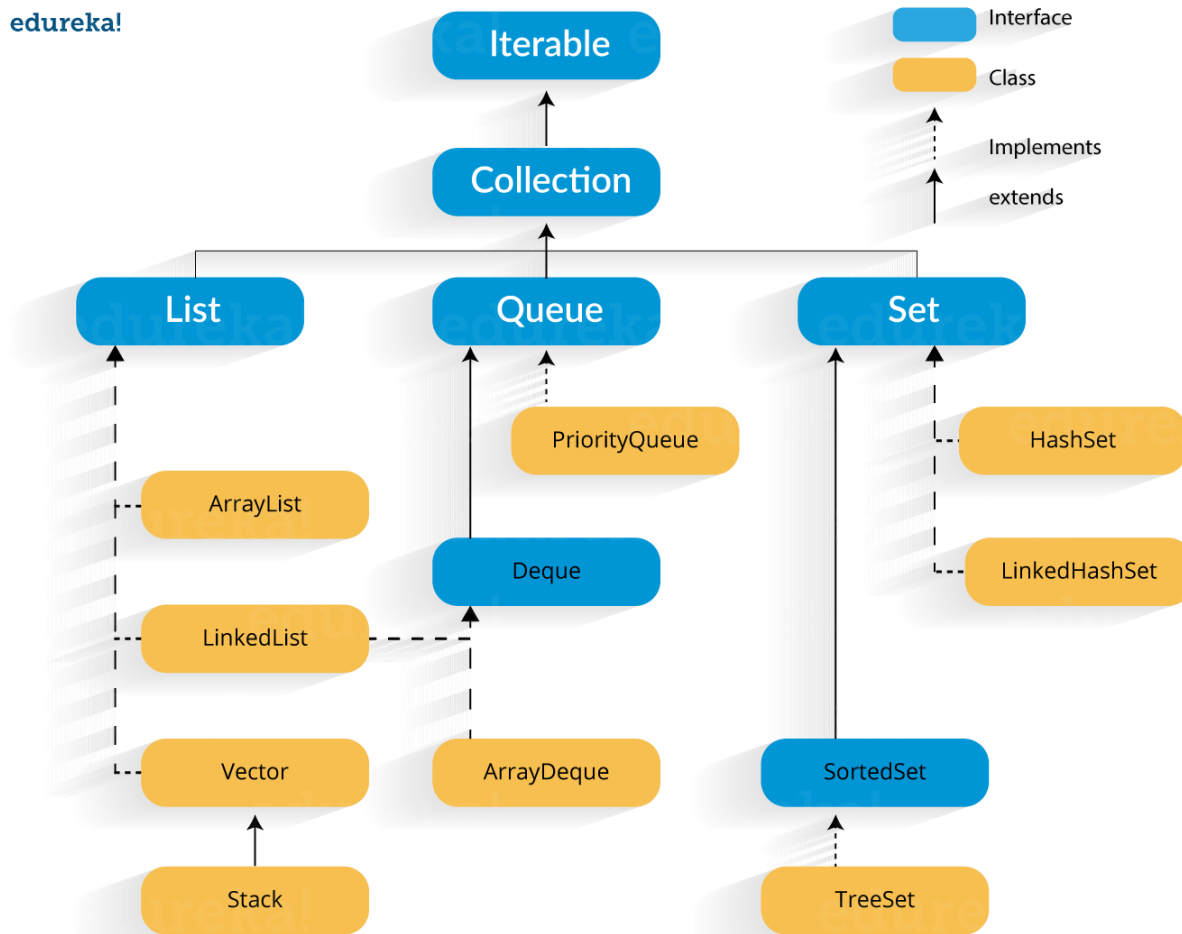 edureka!
Iterable
Interface
Class
Implements
extends
Collection
List
Queue
Set
PriorityQueue
HashSet
ArrayList
Deque
LinkedHashSet
LinkedList
Vector
ArrayDeque
SortedSet
Stack
TreeSet